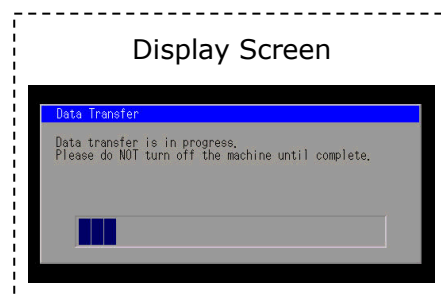 Display Screen
Data Transfer
Data transfer is in progress.
Please do NOT turn off the machine until complete.